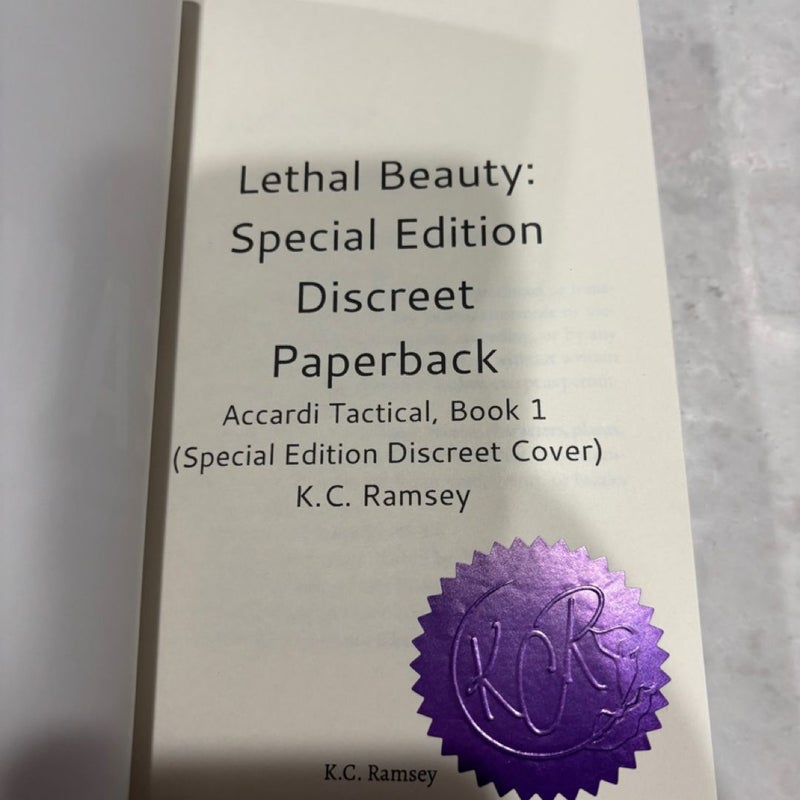 Lethal Beauty:
Special Edition
Discreet
Paperback
Accardi Tactical, Book 1
(Special Edition Discreet Cover)
K.C. Ramsey
KCR
K.C. Ramsey